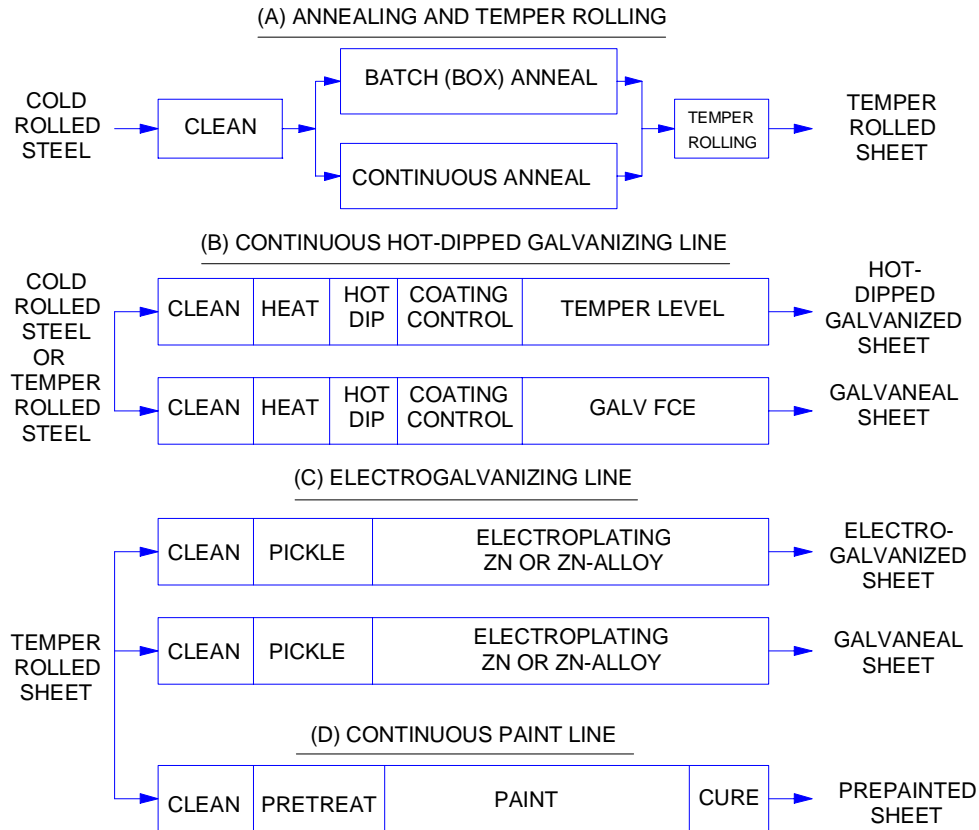 (A) ANNEALING AND TEMPER ROLLING
COLD
ROLLED
STEEL
CLEAN
BATCH (BOX) ANNEAL
CONTINUOUS ANNEAL
TEMPER
ROLLING
TEMPER
ROLLED
SHEET
(B) CONTINUOUS HOT-DIPPED GALVANIZING LINE
COLD
ROLLED
STEEL
OR
TEMPER
ROLLED
STEEL
CLEAN
HEAT
HOT
DIP
COATING
CONTROL
TEMPER LEVEL
HOT-
DIPPED
GALVANIZED
SHEET
CLEAN
HEAT
HOT
DIP
COATING
CONTROL
GALV FCE
GALVANEAL
SHEET
(C) ELECTROGALVANIZING LINE
TEMPER
ROLLED
SHEET
CLEAN
PICKLE
ELECTROPLATING
ZN OR ZN-ALLOY
ELECTRO-
GALVANIZED
SHEET
CLEAN
PICKLE
ELECTROPLATING
ZN OR ZN-ALLOY
GALVANEAL
SHEET
(D) CONTINUOUS PAINT LINE
CLEAN
PRETREAT
PAINT
CURE
PREPAINTED
SHEET